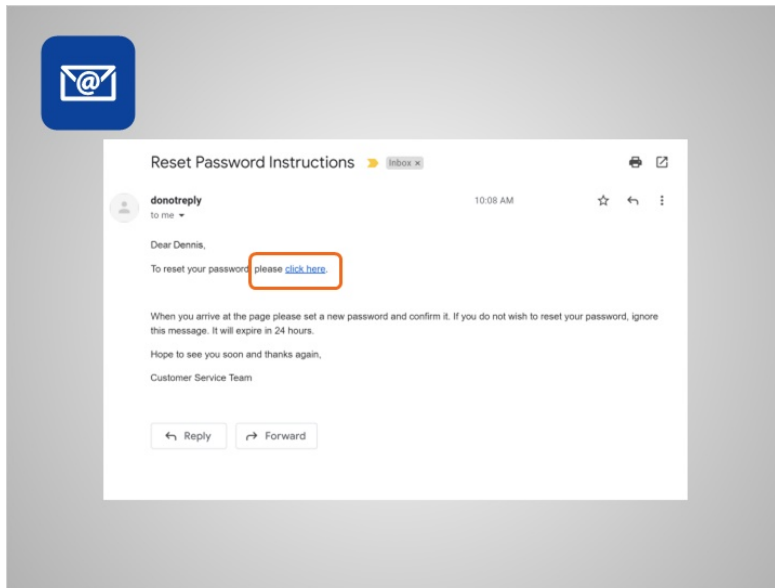 @
Reset Password Instructions Inbox ×
donotreply 10:08 AM
to me
Dear Dennis,
To reset your password please click here.
When you arrive at the page please set a new password and confirm it. If you do not wish to reset your password, ignore
this message. It will expire in 24 hours.
Hope to see you soon and thanks again,
Customer Service Team
Reply Forward